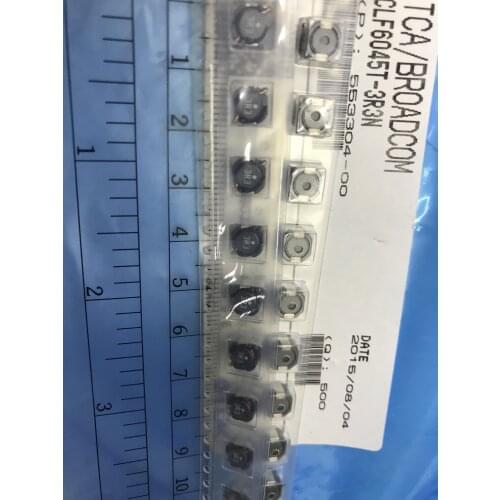 TCA/BROADCOM
CLF6045T-3R3N
(P): 553304-00
DATE
2015/08/04
(Q): 500
1
2
3
1
2
3
4
5
6
7
8
9
10
3R3